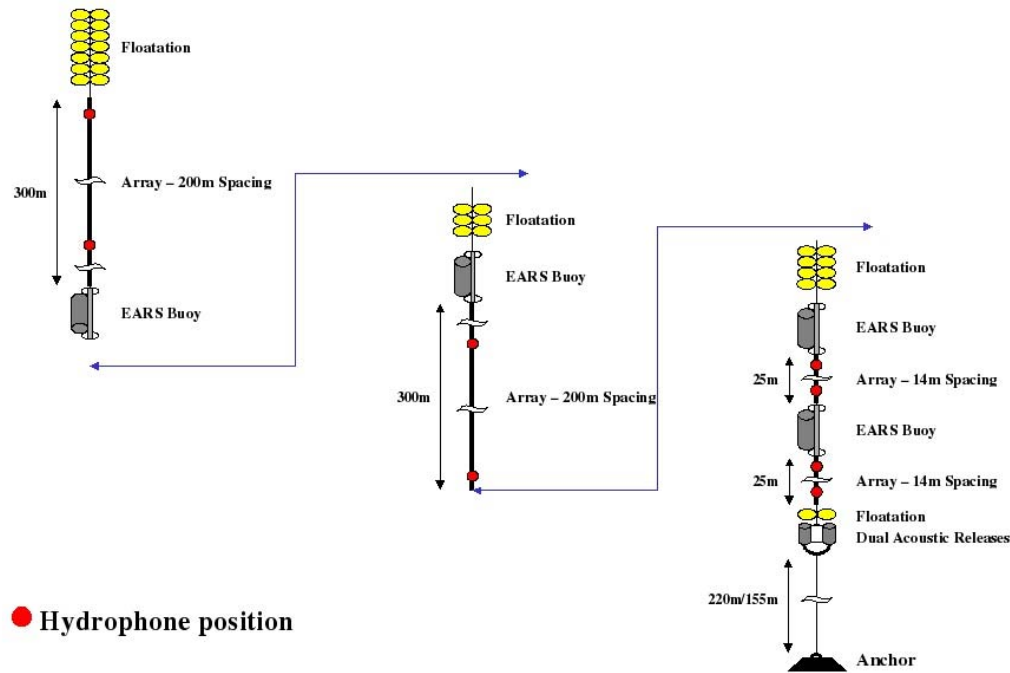 Floatation
300m
Array – 200m Spacing
EARS Buoy
Floatation
EARS Buoy
300m
Array – 200m Spacing
Floatation
EARS Buoy
25m
Array – 14m Spacing
EARS Buoy
25m
Array – 14m Spacing
Floatation
Dual Acoustic Releases
220m/155m
Anchor
Hydrophone position